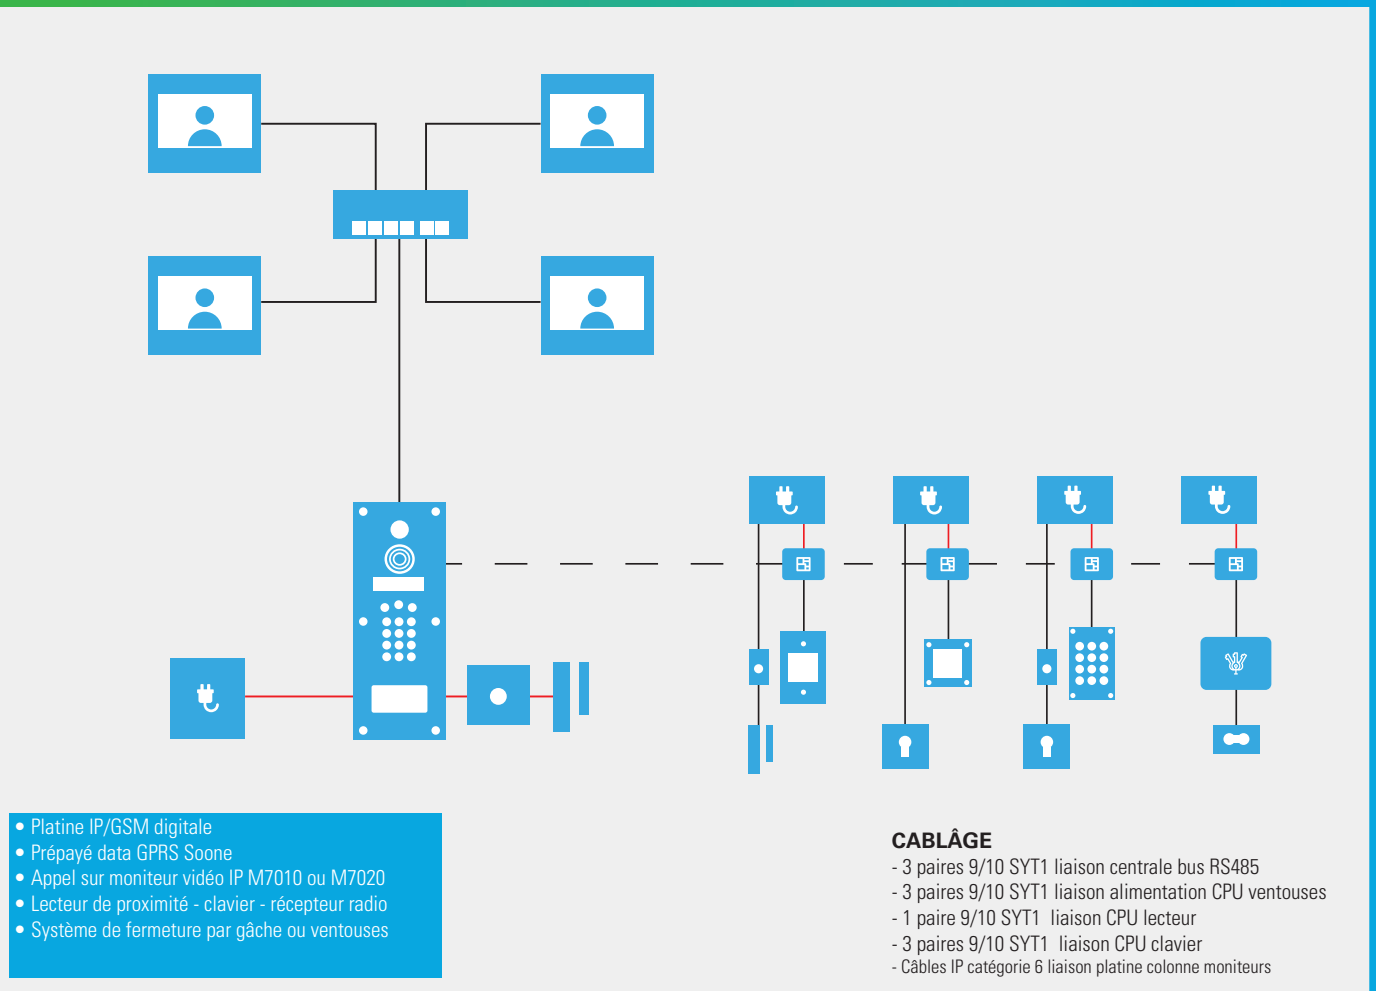 • Platine IP/GSM digitale
• Prépayé data GPRS Soone
• Appel sur moniteur vidéo IP M7010 ou M7020
• Lecteur de proximité - clavier - récepteur radio
• Système de fermeture par gâche ou ventouses
CABLÂGE
- 3 paires 9/10 SYT1 liaison centrale bus RS485
- 3 paires 9/10 SYT1 liaison alimentation CPU ventouses
- 1 paire 9/10 SYT1 liaison CPU lecteur
- 3 paires 9/10 SYT1 liaison CPU clavier
- Câbles IP catégorie 6 liaison platine colonne moniteurs